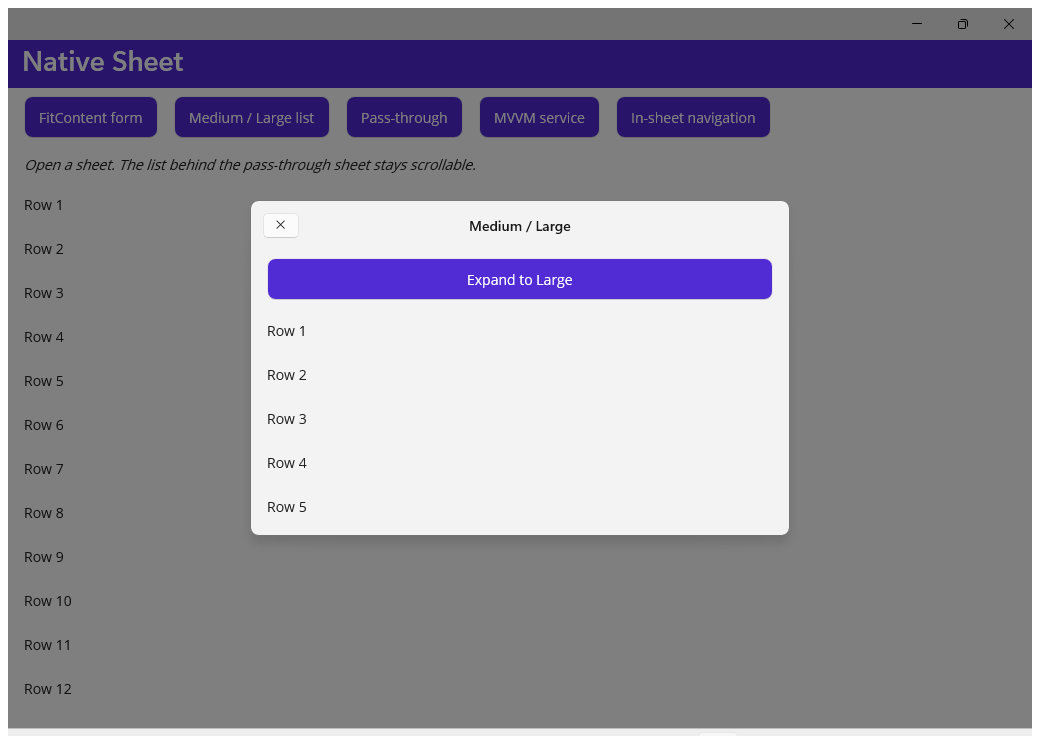 Native Sheet
FitContent form
Medium / Large list
Pass-through
MVVM service
In-sheet navigation
Open a sheet. The list behind the pass-through sheet stays scrollable.
Row 1
Row 2
Row 3
Row 4
Row 5
Row 6
Row 7
Row 8
Row 9
Row 10
Row 11
Row 12
Medium / Large
Expand to Large
Row 1
Row 2
Row 3
Row 4
Row 5